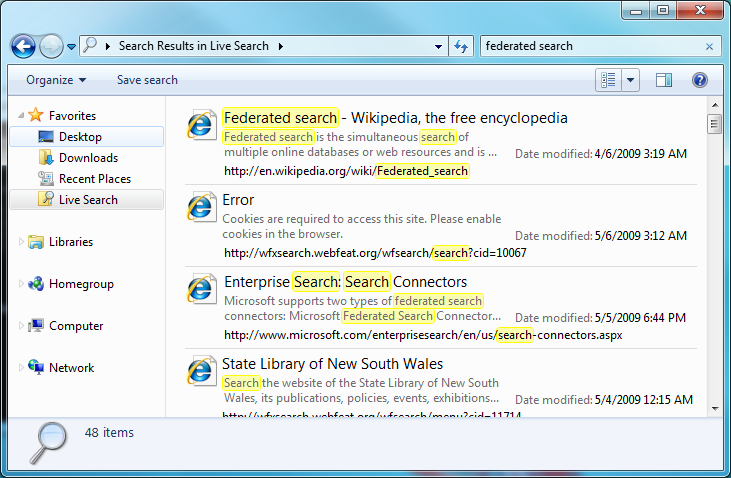 Search Results in Live Search
federated search
Organize
Save search
Favorites
Desktop
Downloads
Recent Places
Live Search
Libraries
Homegroup
Computer
Network
Federated search - Wikipedia, the free encyclopedia
Federated search is the simultaneous search of
multiple online databases or web resources and is ...
Date modified: 4/6/2009 3:19 AM
http://en.wikipedia.org/wiki/Federated_search
Error
Cookies are required to access this site. Please enable
cookies in the browser.
Date modified: 5/6/2009 3:12 AM
http://wfxsearch.webfeat.org/wfsearch/search?cid=10067
Enterprise Search: Search Connectors
Microsoft supports two types of federated search
connectors: Microsoft Federated Search Connector...
Date modified: 5/5/2009 6:44 PM
http://www.microsoft.com/enterprisesearch/en/us/search-connectors.aspx
State Library of New South Wales
Search the website of the State Library of New South
Wales, its publications, policies, events, exhibitions...
Date modified: 5/4/2009 12:15 AM
http://wfxsearch.webfeat.org/wfsearch/menu?cid=11714
48 items